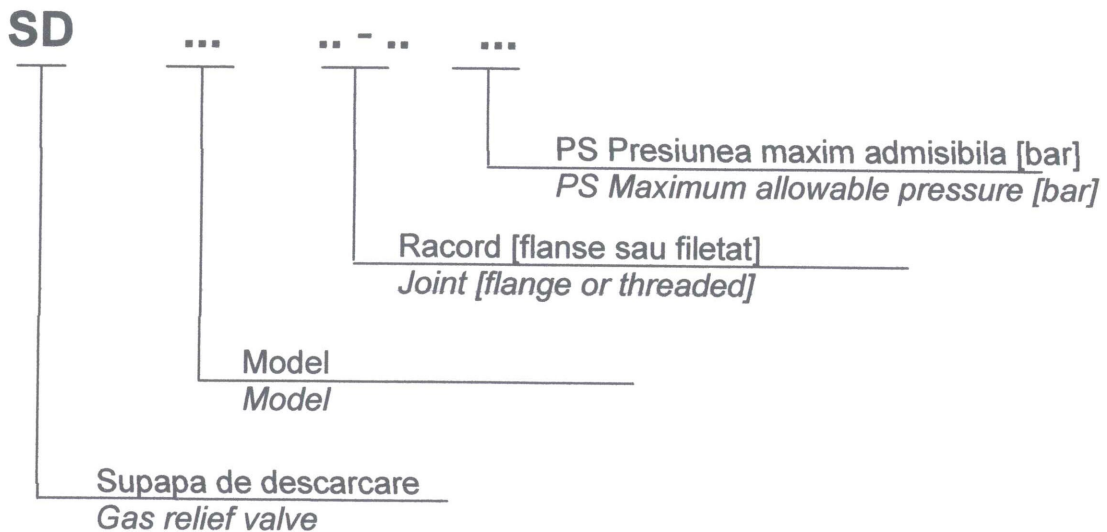 SD ... .. - .. ...
PS Presiunea maxim admisibila [bar]
PS Maximum allowable pressure [bar]
Racord [flanse sau filetat]
Joint [flange or threaded]
Model
Model
Supapa de descarcare
Gas relief valve